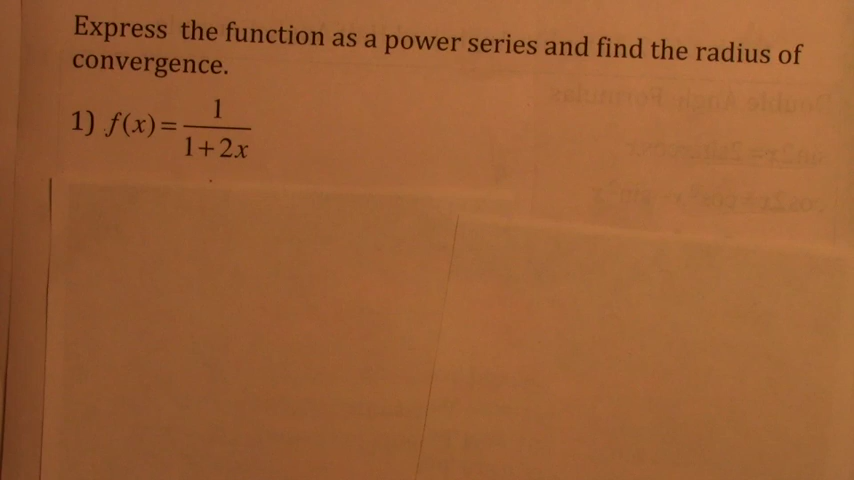 Express the function as a power series and find the radius of
convergence.
1) f(x)=1/(1+2x)